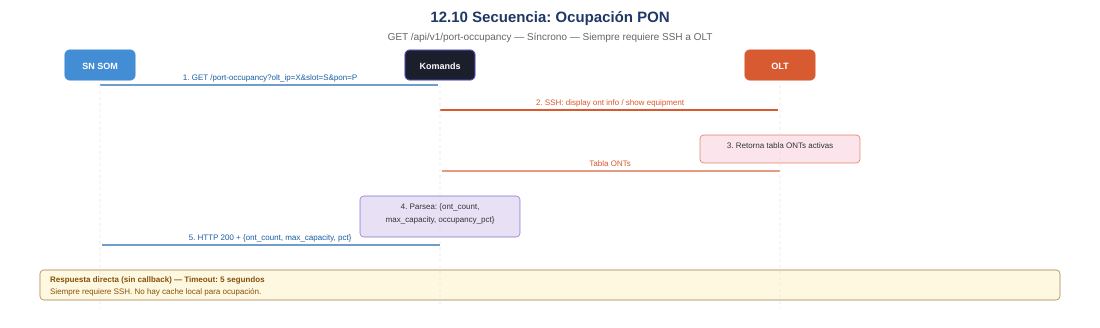 12.10 Secuencia: Ocupación PON
GET /api/v1/port-occupancy — Síncrono — Siempre requiere SSH a OLT
SN SOM
Komands
OLT
1. GET /port-occupancy?olt_ip=X&slot=S&pon=P
2. SSH: display ont info / show equipment
3. Retorna tabla ONTs activas
Tabla ONTs
4. Parsea: {ont_count,
max_capacity, occupancy_pct}
5. HTTP 200 + {ont_count, max_capacity, pct}
Respuesta directa (sin callback) — Timeout: 5 segundos
Siempre requiere SSH. No hay cache local para ocupación.